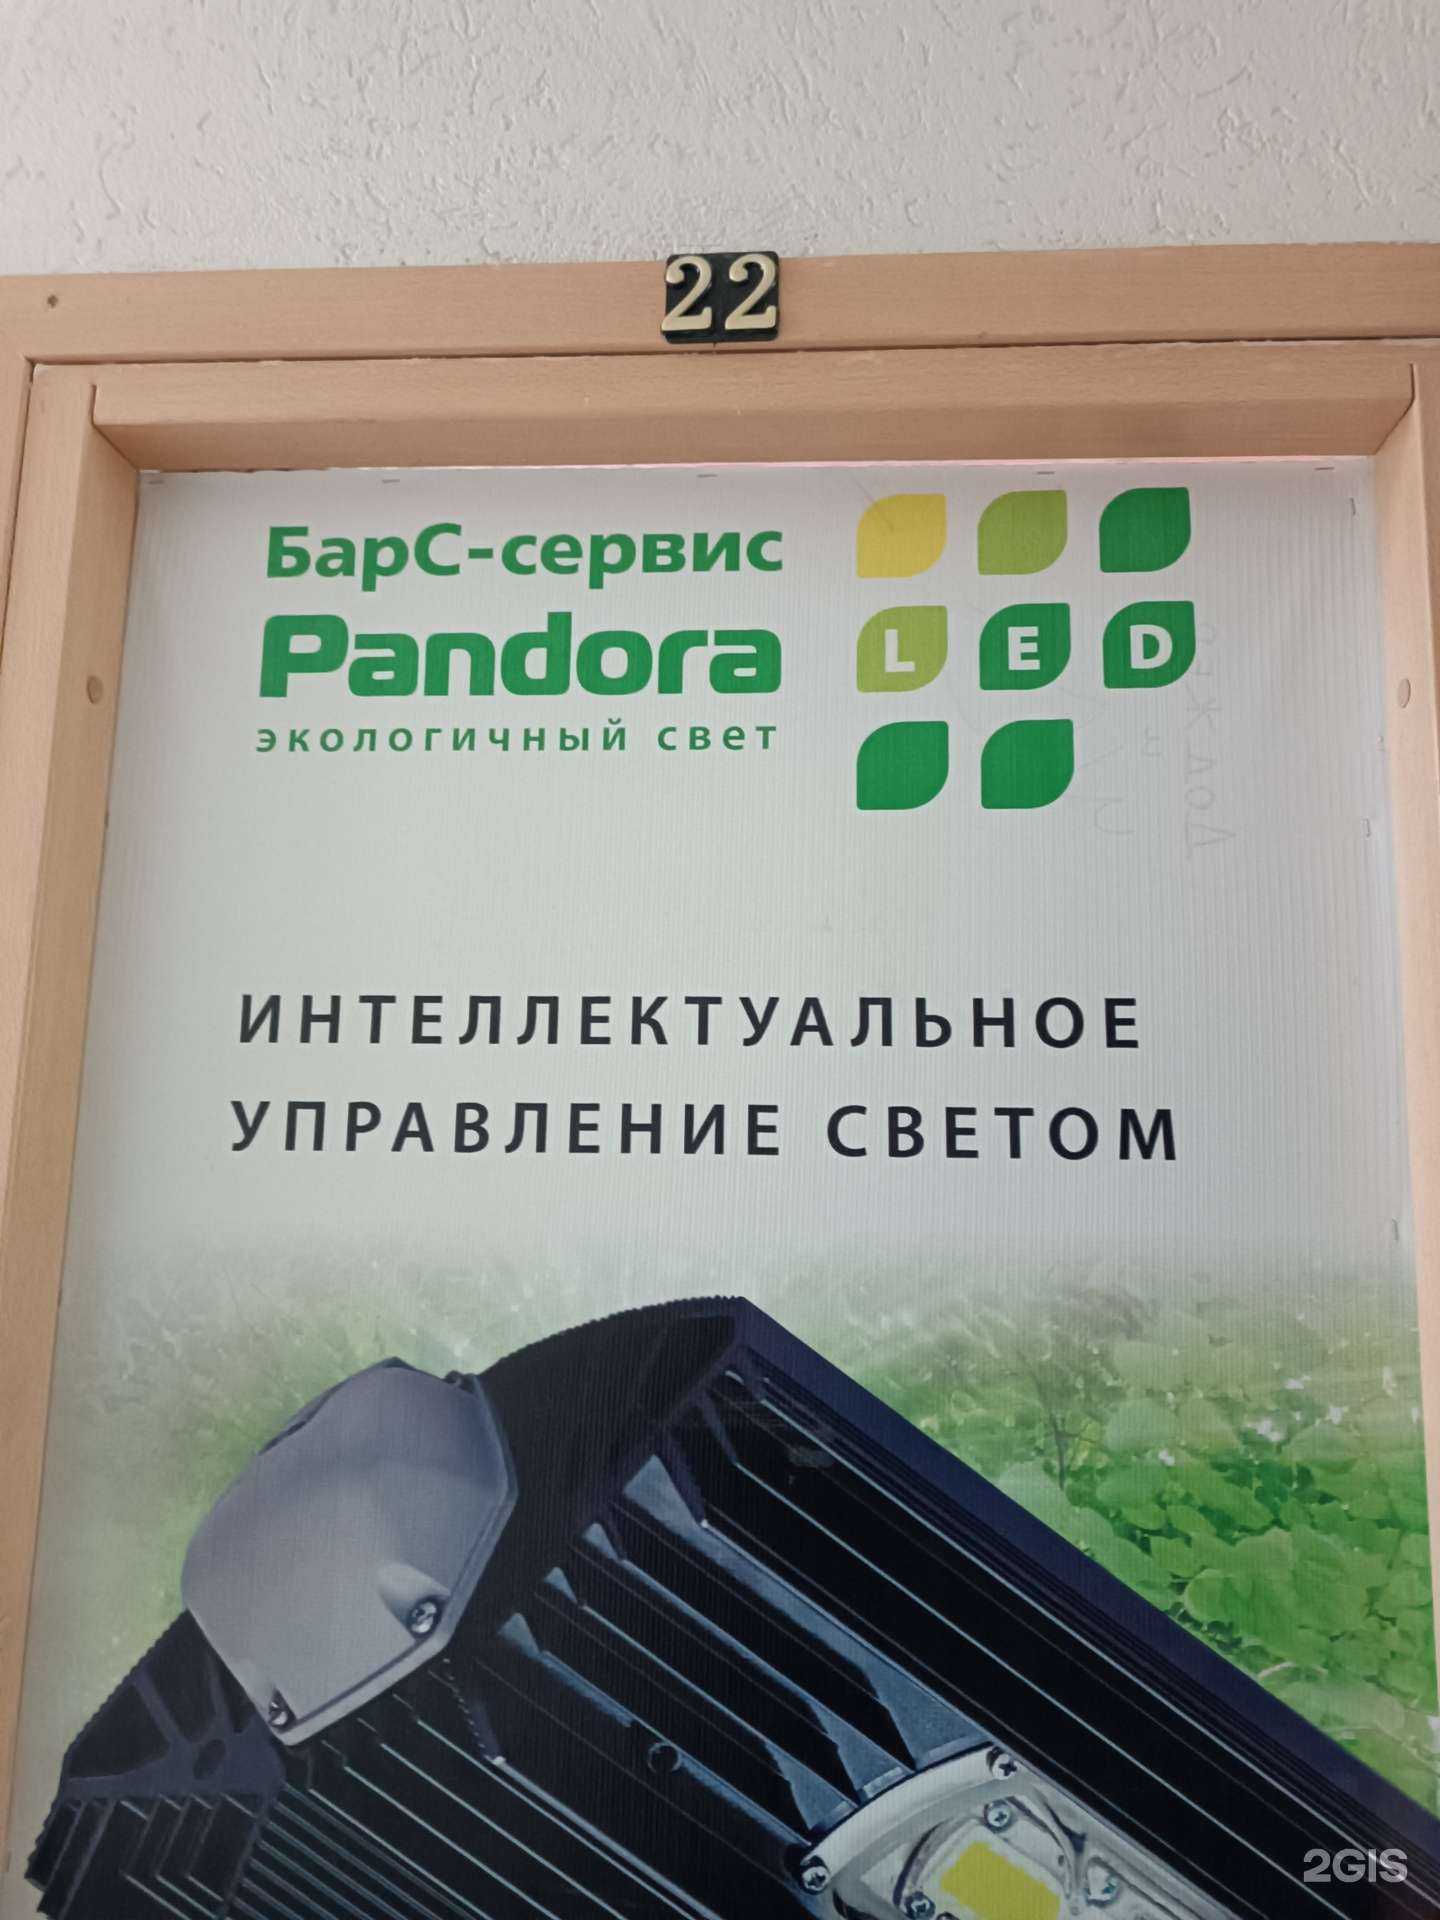 22
БарС-сервис
Pandora
экологичный свет
L E D
ИНТЕЛЛЕКТУАЛЬНОЕ
УПРАВЛЕНИЕ СВЕТОМ
2GIS